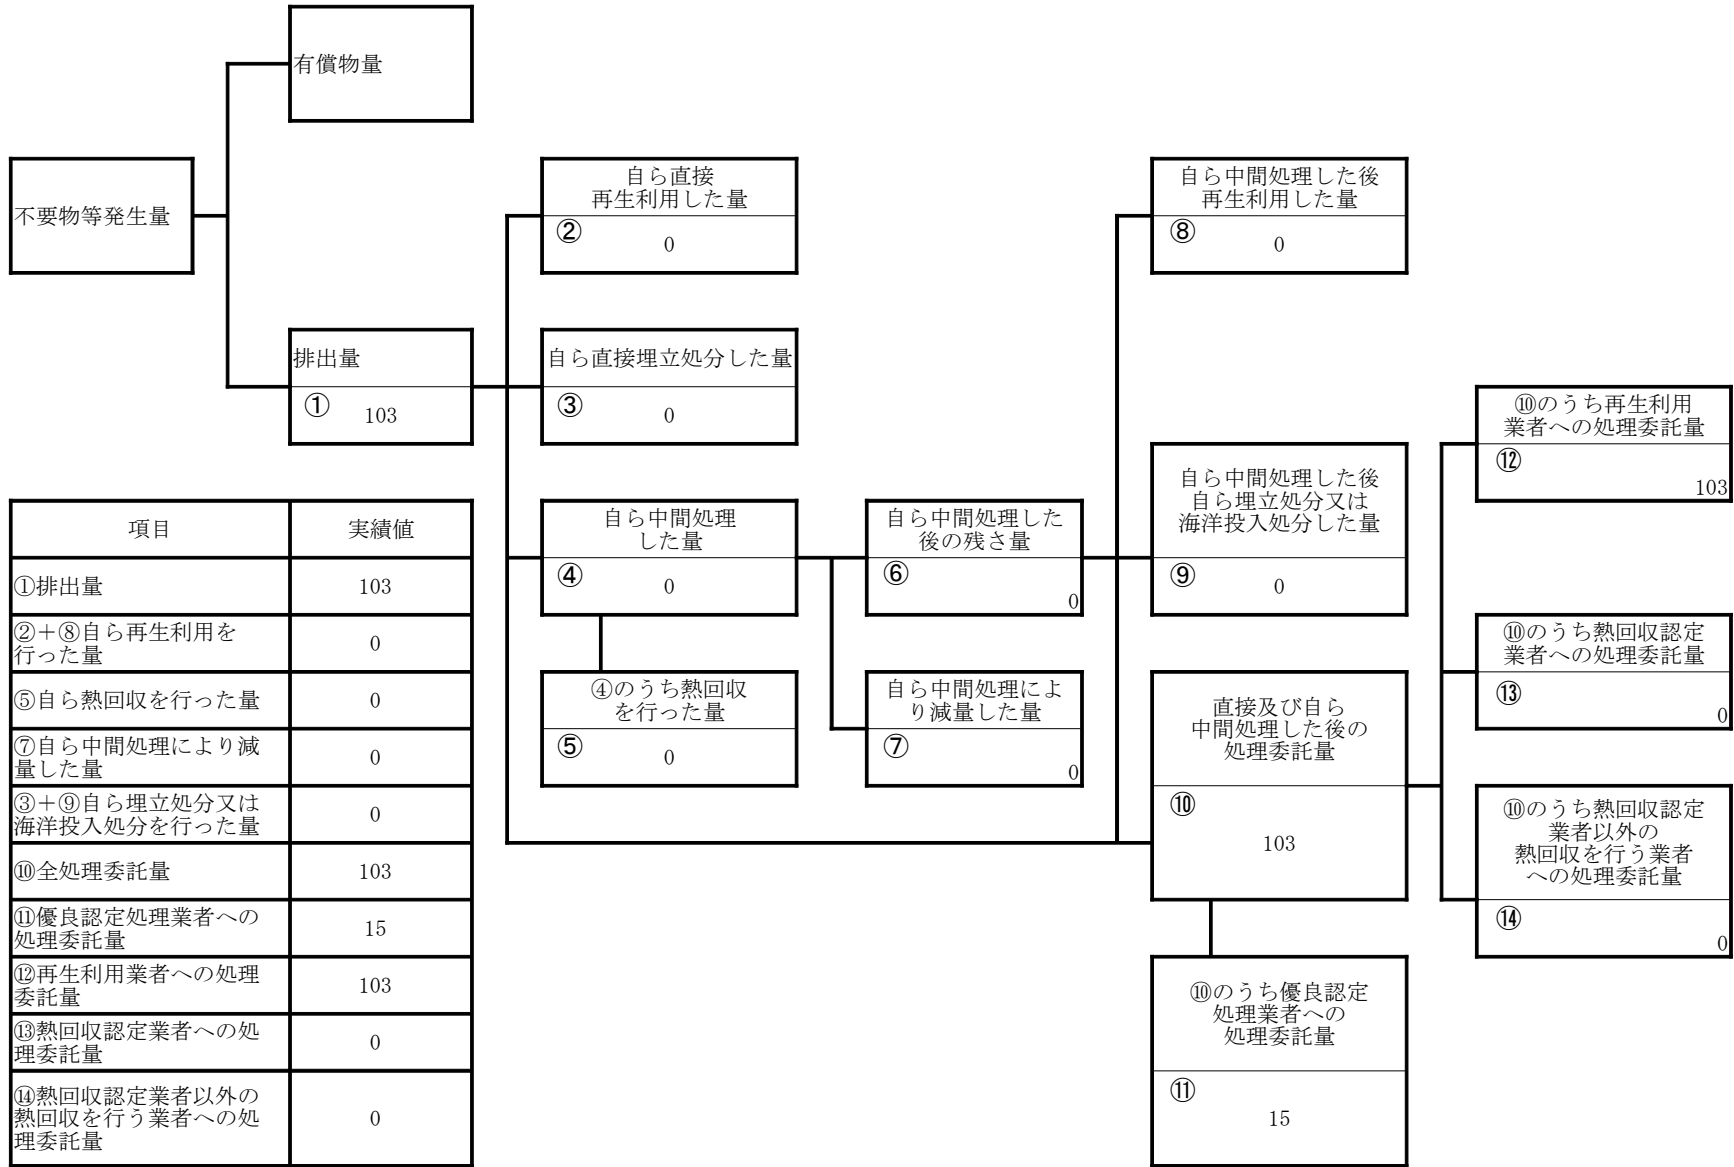 有償物量
不要物等発生量
自ら直接
再生利用した量
②
0
自ら中間処理した後
再生利用した量
⑧
0
排出量
①
103
自ら直接埋立処分した量
③
0
⑩のうち再生利用
業者への処理委託量
⑫
103
自ら中間処理
した量
④
0
自ら中間処理した
後の残さ量
⑥
0
自ら中間処理した後
自ら埋立処分又は
海洋投入処分した量
⑨
0
⑩のうち熱回収認定
業者への処理委託量
⑬
0
④のうち熱回収
を行った量
⑤
0
自ら中間処理によ
り減量した量
⑦
0
直接及び自ら
中間処理した後の
処理委託量
⑩
103
⑩のうち熱回収認定
業者以外の
熱回収を行う業者
への処理委託量
⑭
0
⑩のうち優良認定
処理業者への
処理委託量
⑪
15
項目 実績値
①排出量 103
②+⑧自ら再生利用を
行った量 0
⑤自ら熱回収を行った量 0
⑦自ら中間処理により減
量した量 0
③+⑨自ら埋立処分又は
海洋投入処分を行った量 0
⑩全処理委託量 103
⑪優良認定処理業者への
処理委託量 15
⑫再生利用業者への処理
委託量 103
⑬熱回収認定業者への処
理委託量 0
⑭熱回収認定業者以外の
熱回収を行う業者への処
理委託量 0